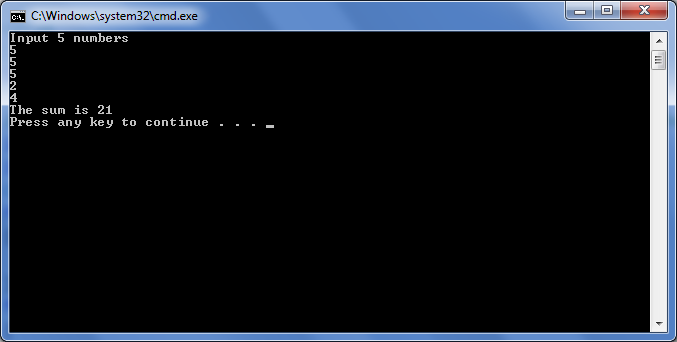 C:\Windows\system32\cmd.exe
Input 5 numbers
5
5
5
2
4
The sum is 21
Press any key to continue . . .